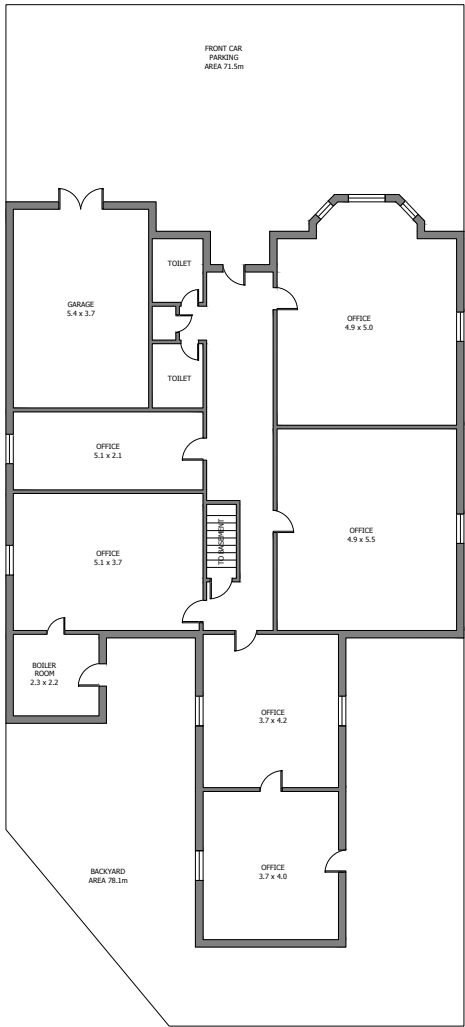 FRONT CAR
PARKING
AREA 71.5m
TOILET
GARAGE
5.4 x 3.7
OFFICE
4.9 x 5.0
TOILET
OFFICE
5.1 x 2.1
OFFICE
4.9 x 5.5
TO BASEMENT
OFFICE
5.1 x 3.7
BOILER
ROOM
2.3 x 2.2
OFFICE
3.7 x 4.2
OFFICE
3.7 x 4.0
BACKYARD
AREA 78.1m